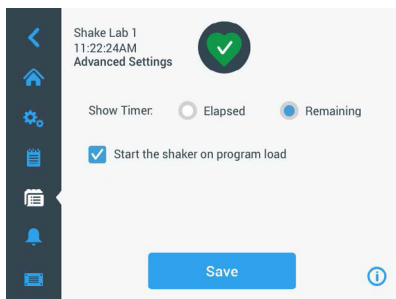 Shake Lab 1
11:22:24AM
Advanced Settings
Show Timer: Elapsed Remaining
Start the shaker on program load
Save